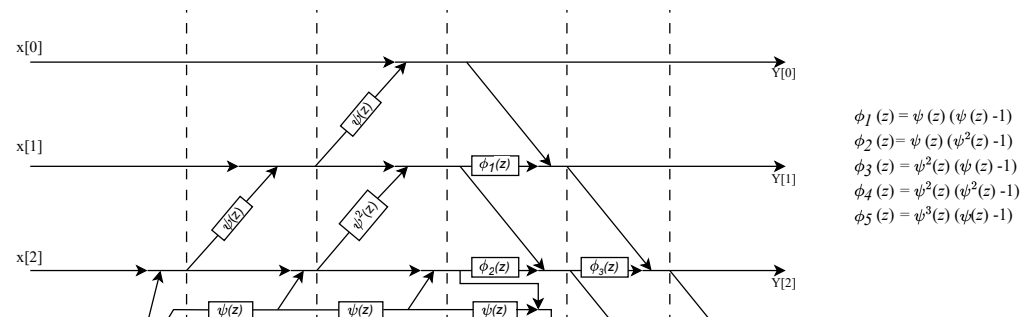 x[0]
Y[0]
ψ(z)
ϕ1 (z) = ψ (z) (ψ (z) -1)
ϕ2 (z)= ψ (z) (ψ²(z) -1)
ϕ3 (z) = ψ²(z) (ψ (z) -1)
ϕ4 (z) = ψ²(z) (ψ²(z) -1)
ϕ5 (z) = ψ³(z) (ψ(z) -1)
x[1]
ϕ1(z)
Y[1]
ψ(z)
ψ²(z)
x[2]
ϕ2(z)
ϕ3(z)
Y[2]
ψ(z)
ψ(z)
ψ(z)